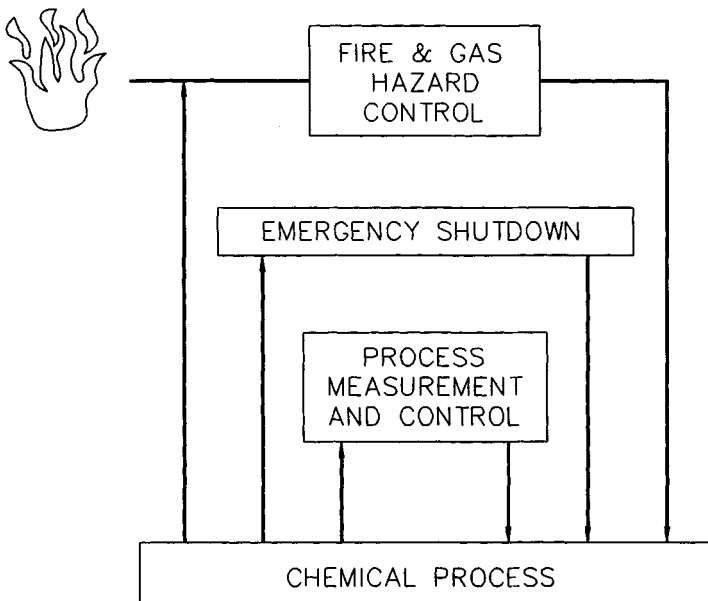 FIRE & GAS
HAZARD
CONTROL
EMERGENCY SHUTDOWN
PROCESS
MEASUREMENT
AND CONTROL
CHEMICAL PROCESS